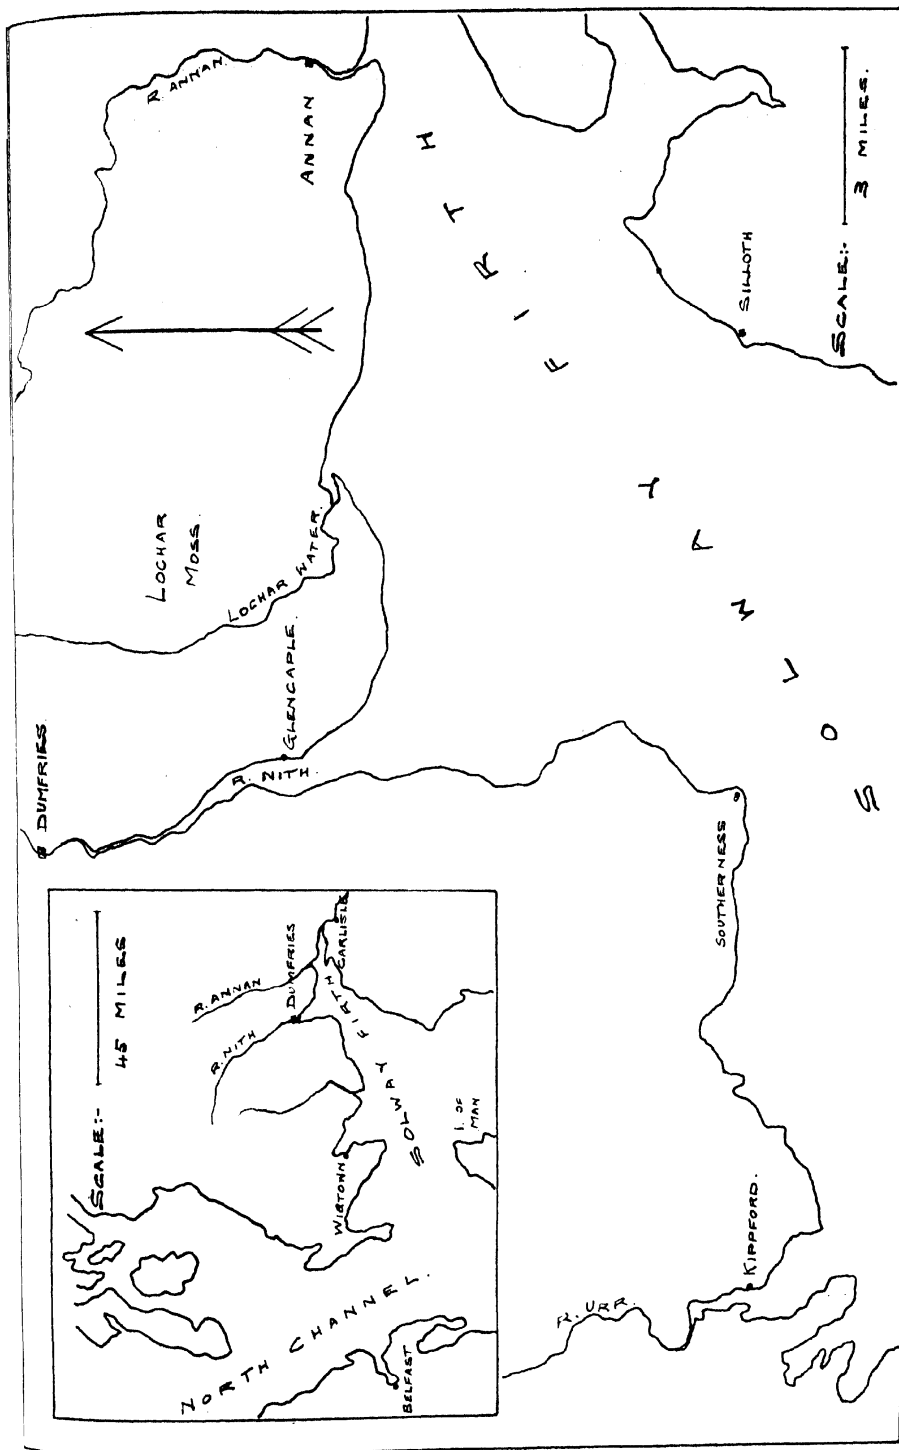 SCALE:-
45 MILES
R. ANNAN
R. NITH
DUMFRIES
CARLISLE
SOLWAY FIRTH
WIGTOWN
I. OF
MAN
NORTH CHANNEL.
BELFAST
DUMFRIES.
R. NITH.
GLENCAPLE.
LOCHAR
MOSS.
LOCHAR WATER.
R. ANNAN.
ANNAN
SOLWAY FIRTH
SOUTHERNESS
R. URR.
KIPPFORD.
SILLOTH
SCALE:-
3 MILES.